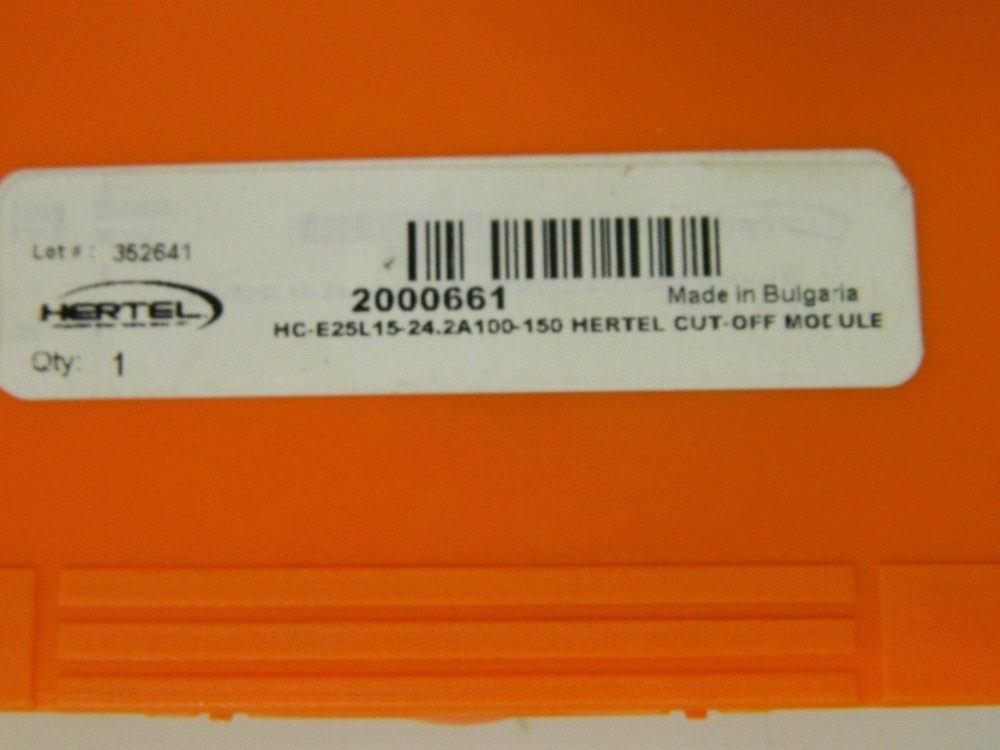 Lot #: 352641
HERTEL
2000661
Made in Bulgaria
HC-E25L15-24.2A100-150 HERTEL CUT-OFF MODULE
Qty: 1